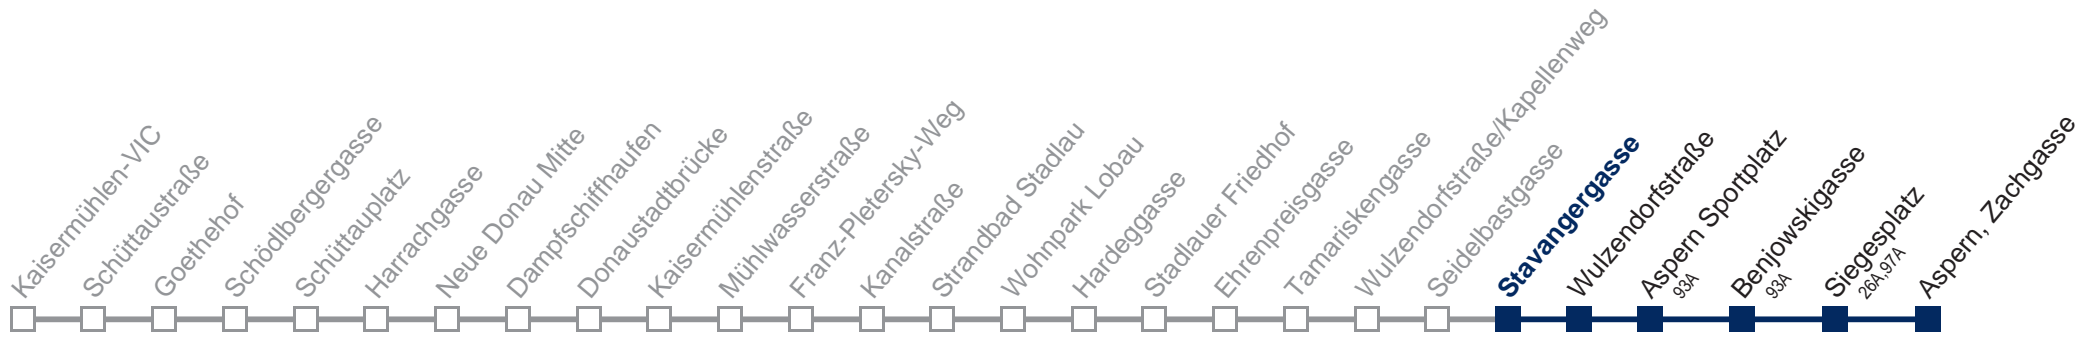 Kaisermühlen-VIC
Schüttaustraße
Goethehof
Schödlbergergasse
Schüttauplatz
Harrachgasse
Neue Donau Mitte
Dampfschiffhaufen
Donaustadtbrücke
Kaisermühlenstraße
Mühlwasserstraße
Franz-Pletersky-Weg
Kanalstraße
Strandbad Stadlau
Wohnpark Lobau
Hardeggasse
Stadlauer Friedhof
Ehrenpreisgasse
Tamariskengasse
Wulzendorfstraße/Kapellenweg
Seidelbastgasse
Stavangergasse
Wulzendorfstraße
Aspern Sportplatz
93A
Benjowskigasse
93A
Siegesplatz
26A,97A
Aspern, Zachgasse